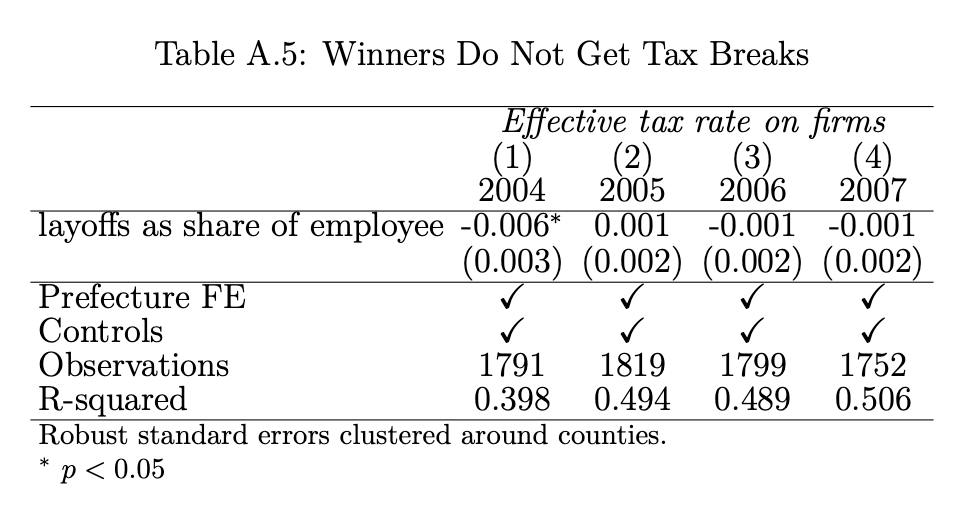 Table A.5: Winners Do Not Get Tax Breaks
Effective tax rate on firms
(1) (2) (3) (4)
2004 2005 2006 2007
layoffs as share of employee -0.006* 0.001 -0.001 -0.001
(0.003) (0.002) (0.002) (0.002)
Prefecture FE ✓ ✓ ✓ ✓
Controls ✓ ✓ ✓ ✓
Observations 1791 1819 1799 1752
R-squared 0.398 0.494 0.489 0.506
Robust standard errors clustered around counties.
* p < 0.05